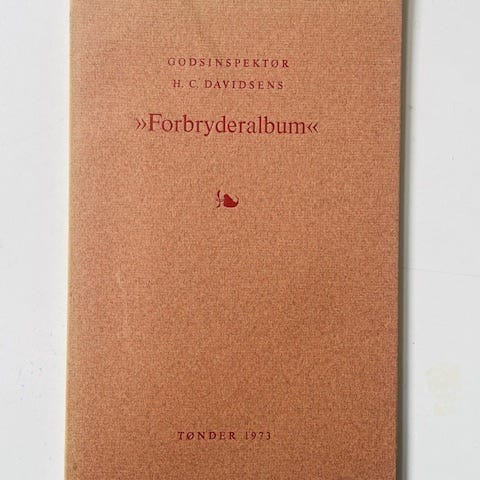 GODSINSPEKTØR
H. C. DAVIDSENS
»Forbryderalbum«
TØNDER 1973